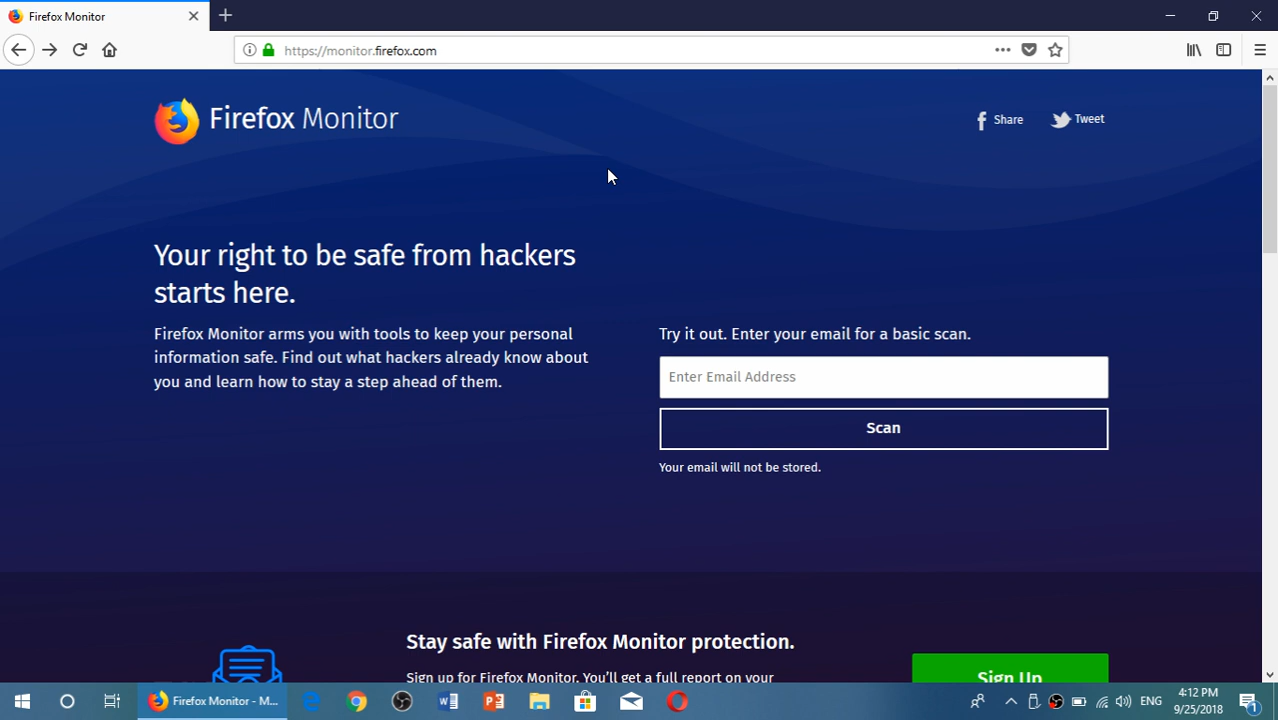 Firefox Monitor
https://monitor.firefox.com
Firefox Monitor
Share
Tweet
Your right to be safe from hackers
starts here.
Firefox Monitor arms you with tools to keep your personal
information safe. Find out what hackers already know about
you and learn how to stay a step ahead of them.
Try it out. Enter your email for a basic scan.
Enter Email Address
Scan
Your email will not be stored.
Stay safe with Firefox Monitor protection.
Sign up for Firefox Monitor. You'll get a full report on your
Sign Up
Firefox Monitor - M...
ENG
4:12 PM
9/25/2018
1